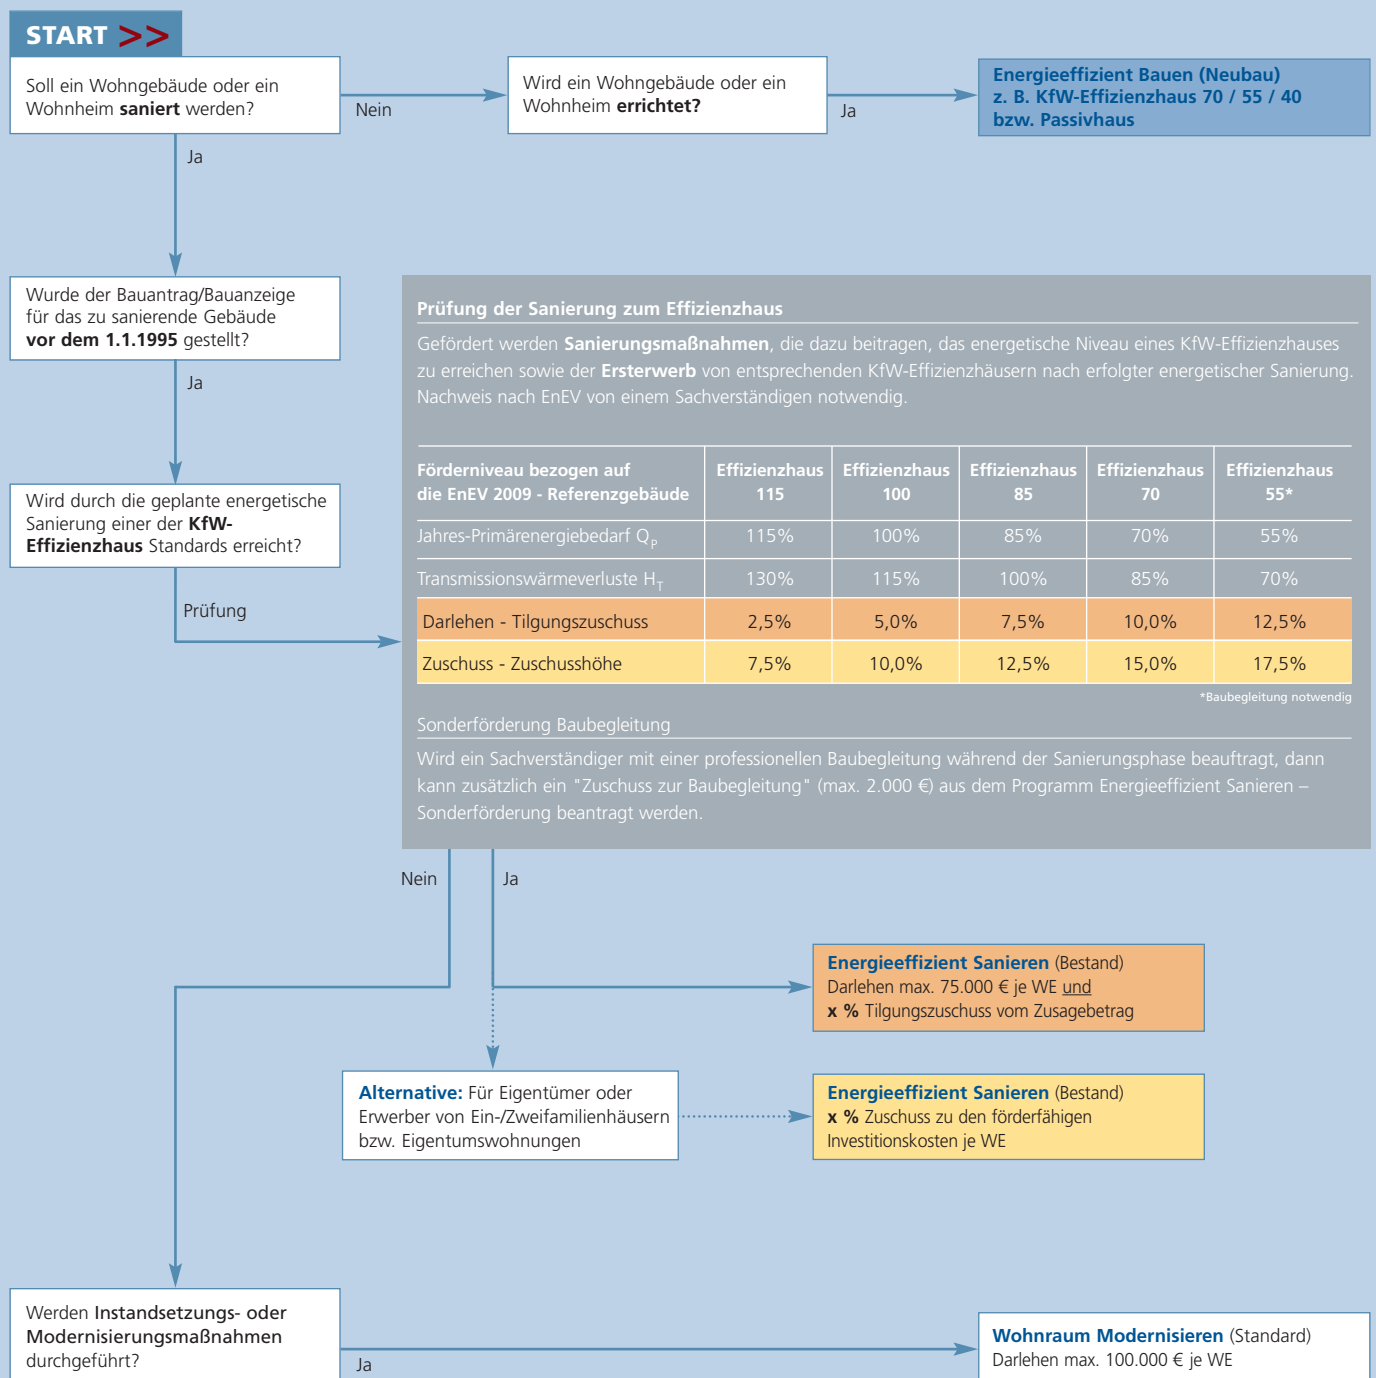 START >>
Soll ein Wohngebäude oder ein
Wohnheim saniert werden?
Nein
Wird ein Wohngebäude oder ein
Wohnheim errichtet?
Ja
Energieeffizient Bauen (Neubau)
z. B. KfW-Effizienzhaus 70 / 55 / 40
bzw. Passivhaus
Ja
Wurde der Bauantrag/Bauanzeige
für das zu sanierende Gebäude
vor dem 1.1.1995 gestellt?
Ja
Wird durch die geplante energetische
Sanierung einer der KfW-
Effizienzhaus Standards erreicht?
Prüfung
Prüfung der Sanierung zum Effizienzhaus
Gefördert werden Sanierungsmaßnahmen, die dazu beitragen, das energetische Niveau eines KfW-Effizienzhauses
zu erreichen sowie der Ersterwerb von entsprechenden KfW-Effizienzhäusern nach erfolgter energetischer Sanierung.
Nachweis nach EnEV von einem Sachverständigen notwendig.
Förderniveau bezogen auf Effizienzhaus Effizienzhaus Effizienzhaus Effizienzhaus Effizienzhaus
die EnEV 2009 - Referenzgebäude 115 100 85 70 55*
Jahres-Primärenergiebedarf QP 115% 100% 85% 70% 55%
Transmissionswärmeverluste HT 130% 115% 100% 85% 70%
Darlehen - Tilgungszuschuss 2,5% 5,0% 7,5% 10,0% 12,5%
Zuschuss - Zuschusshöhe 7,5% 10,0% 12,5% 15,0% 17,5%
*Baubegleitung notwendig
Sonderförderung Baubegleitung
Wird ein Sachverständiger mit einer professionellen Baubegleitung während der Sanierungsphase beauftragt, dann
kann zusätzlich ein "Zuschuss zur Baubegleitung" (max. 2.000 €) aus dem Programm Energieeffizient Sanieren –
Sonderförderung beantragt werden.
Nein
Ja
Energieeffizient Sanieren (Bestand)
Darlehen max. 75.000 € je WE und
x % Tilgungszuschuss vom Zusagebetrag
Alternative: Für Eigentümer oder
Erwerber von Ein-/Zweifamilienhäusern
bzw. Eigentumswohnungen
Energieeffizient Sanieren (Bestand)
x % Zuschuss zu den förderfähigen
Investitionskosten je WE
Werden Instandsetzungs- oder
Modernisierungsmaßnahmen
durchgeführt?
Ja
Wohnraum Modernisieren (Standard)
Darlehen max. 100.000 € je WE